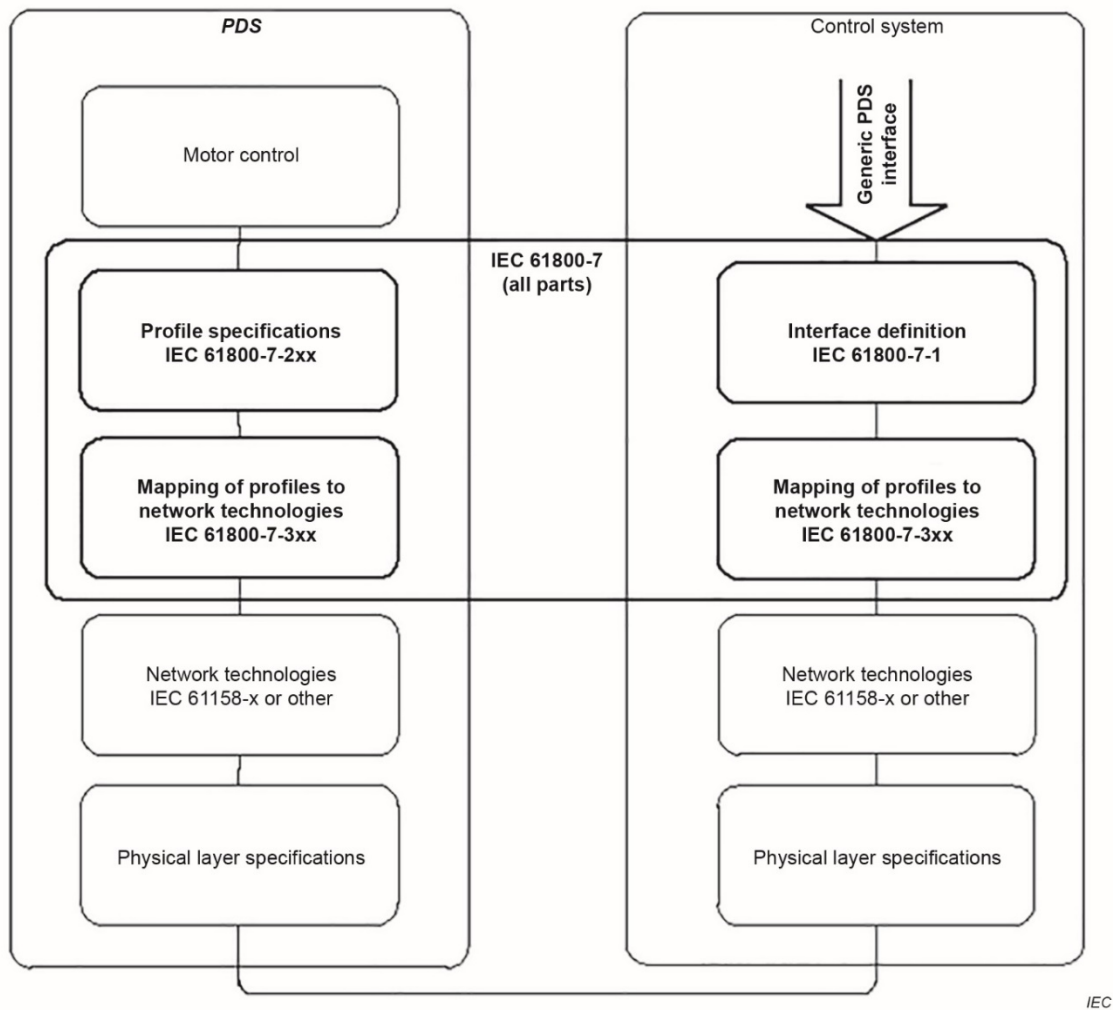 PDS
Control system
Generic PDS
interface
Motor control
IEC 61800-7
(all parts)
Profile specifications
IEC 61800-7-2xx
Interface definition
IEC 61800-7-1
Mapping of profiles to
network technologies
IEC 61800-7-3xx
Mapping of profiles to
network technologies
IEC 61800-7-3xx
Network technologies
IEC 61158-x or other
Network technologies
IEC 61158-x or other
Physical layer specifications
Physical layer specifications
IEC